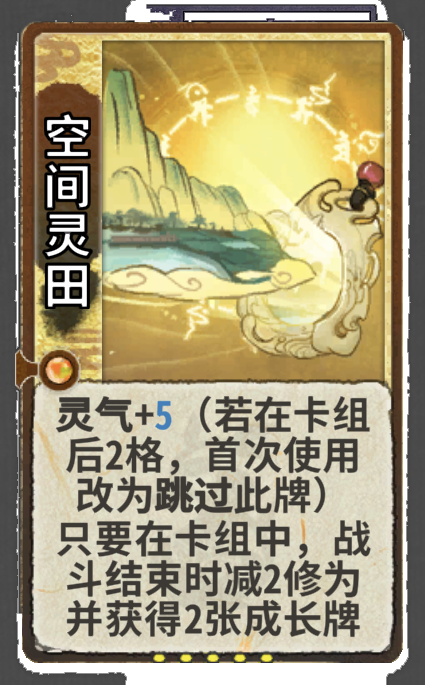 空间灵田
灵气+5（若在卡组
后2格，首次使用
改为跳过此牌）
只要在卡组中，战
斗结束时减2修为
并获得2张成长牌